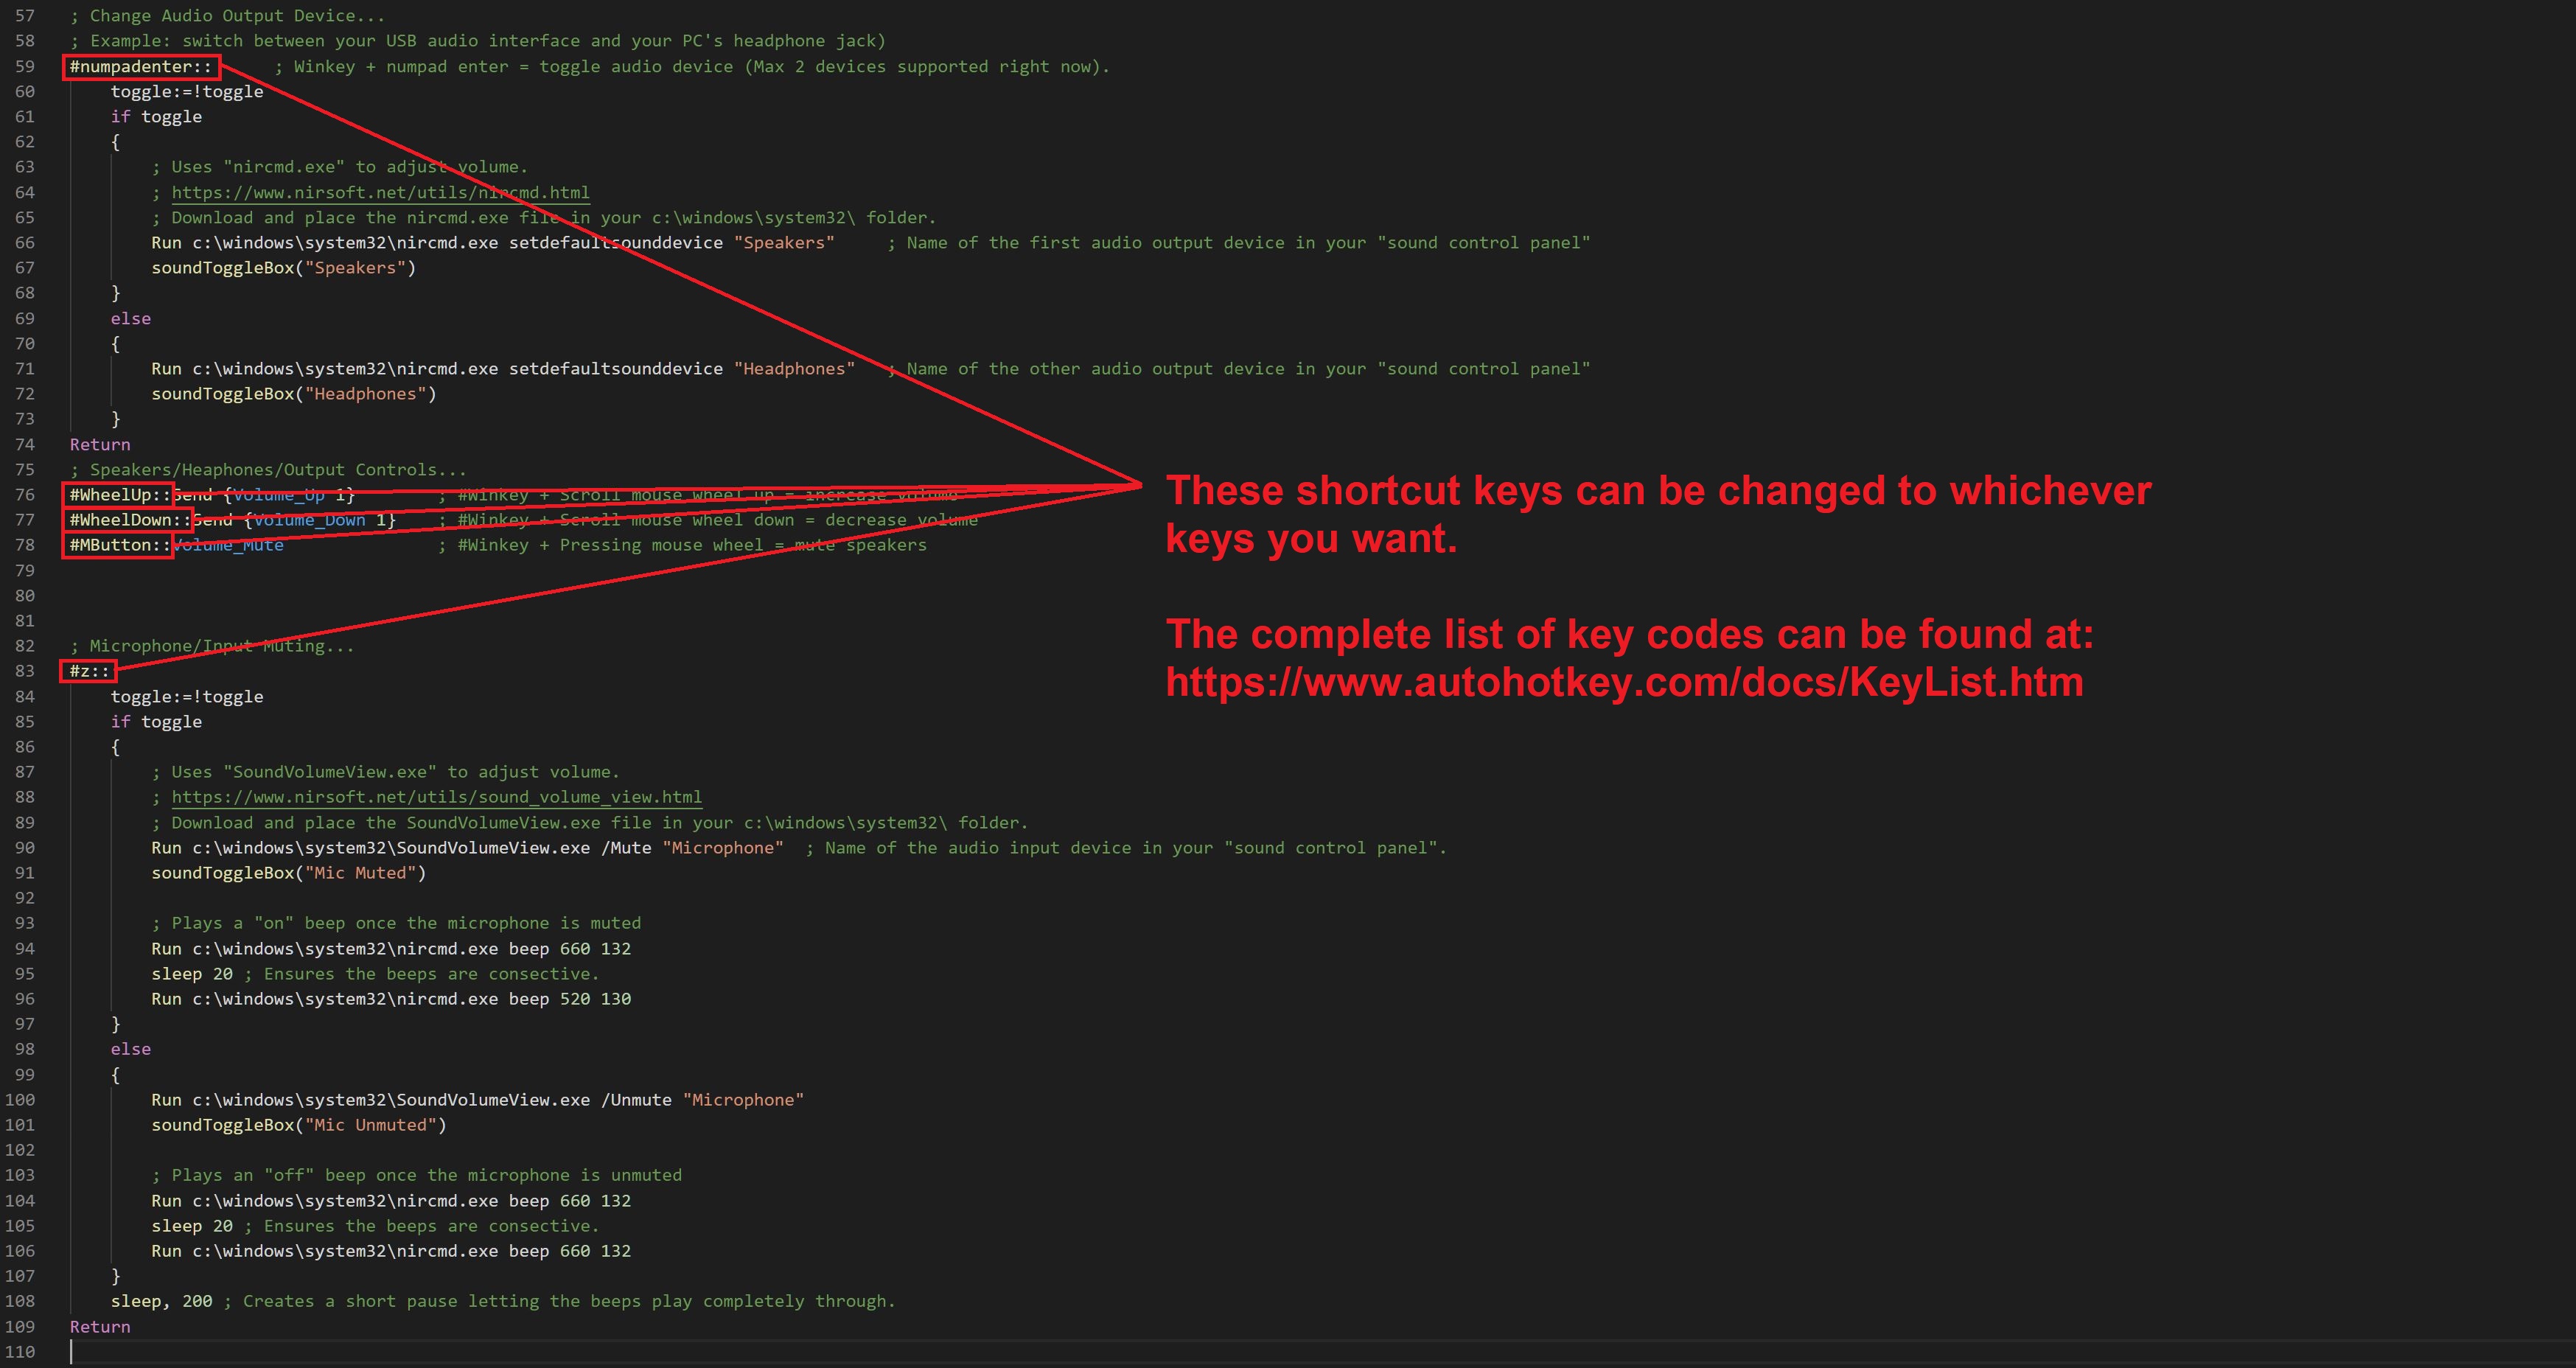 57 ; Change Audio Output Device...
58 ; Example: switch between your USB audio interface and your PC's headphone jack)
59 #numpadenter:: ; Winkey + numpad enter = toggle audio device (Max 2 devices supported right now).
60 toggle:=!toggle
61 if toggle
62 {
63 ; Uses "nircmd.exe" to adjust volume.
64 ; https://www.nirsoft.net/utils/nircmd.html
65 ; Download and place the nircmd.exe file in your c:\windows\system32\ folder.
66 Run c:\windows\system32\nircmd.exe setdefaultsounddevice "Speakers" ; Name of the first audio output device in your "sound control panel"
67 soundToggleBox("Speakers")
68 }
69 else
70 {
71 Run c:\windows\system32\nircmd.exe setdefaultsounddevice "Headphones" ; Name of the other audio output device in your "sound control panel"
72 soundToggleBox("Headphones")
73 }
74 Return
75 ; Speakers/Heaphones/Output Controls...
76 #WheelUp::Send {Volume_Up 1} ; #Winkey + Scroll mouse wheel up = increase volume
77 #WheelDown::Send {Volume_Down 1} ; #Winkey + Scroll mouse wheel down = decrease volume
78 #MButton::Volume_Mute ; #Winkey + Pressing mouse wheel = mute speakers
79
80
81
82 ; Microphone/Input Muting...
83 #z::
84 toggle:=!toggle
85 if toggle
86 {
87 ; Uses "SoundVolumeView.exe" to adjust volume.
88 ; https://www.nirsoft.net/utils/sound_volume_view.html
89 ; Download and place the SoundVolumeView.exe file in your c:\windows\system32\ folder.
90 Run c:\windows\system32\SoundVolumeView.exe /Mute "Microphone" ; Name of the audio input device in your "sound control panel".
91 soundToggleBox("Mic Muted")
92
93 ; Plays a "on" beep once the microphone is muted
94 Run c:\windows\system32\nircmd.exe beep 660 132
95 sleep 20 ; Ensures the beeps are consective.
96 Run c:\windows\system32\nircmd.exe beep 520 130
97 }
98 else
99 {
100 Run c:\windows\system32\SoundVolumeView.exe /Unmute "Microphone"
101 soundToggleBox("Mic Unmuted")
102
103 ; Plays an "off" beep once the microphone is unmuted
104 Run c:\windows\system32\nircmd.exe beep 660 132
105 sleep 20 ; Ensures the beeps are consective.
106 Run c:\windows\system32\nircmd.exe beep 660 132
107 }
108 sleep, 200 ; Creates a short pause letting the beeps play completely through.
109 Return
110
These shortcut keys can be changed to whichever
keys you want.
The complete list of key codes can be found at:
https://www.autohotkey.com/docs/KeyList.htm